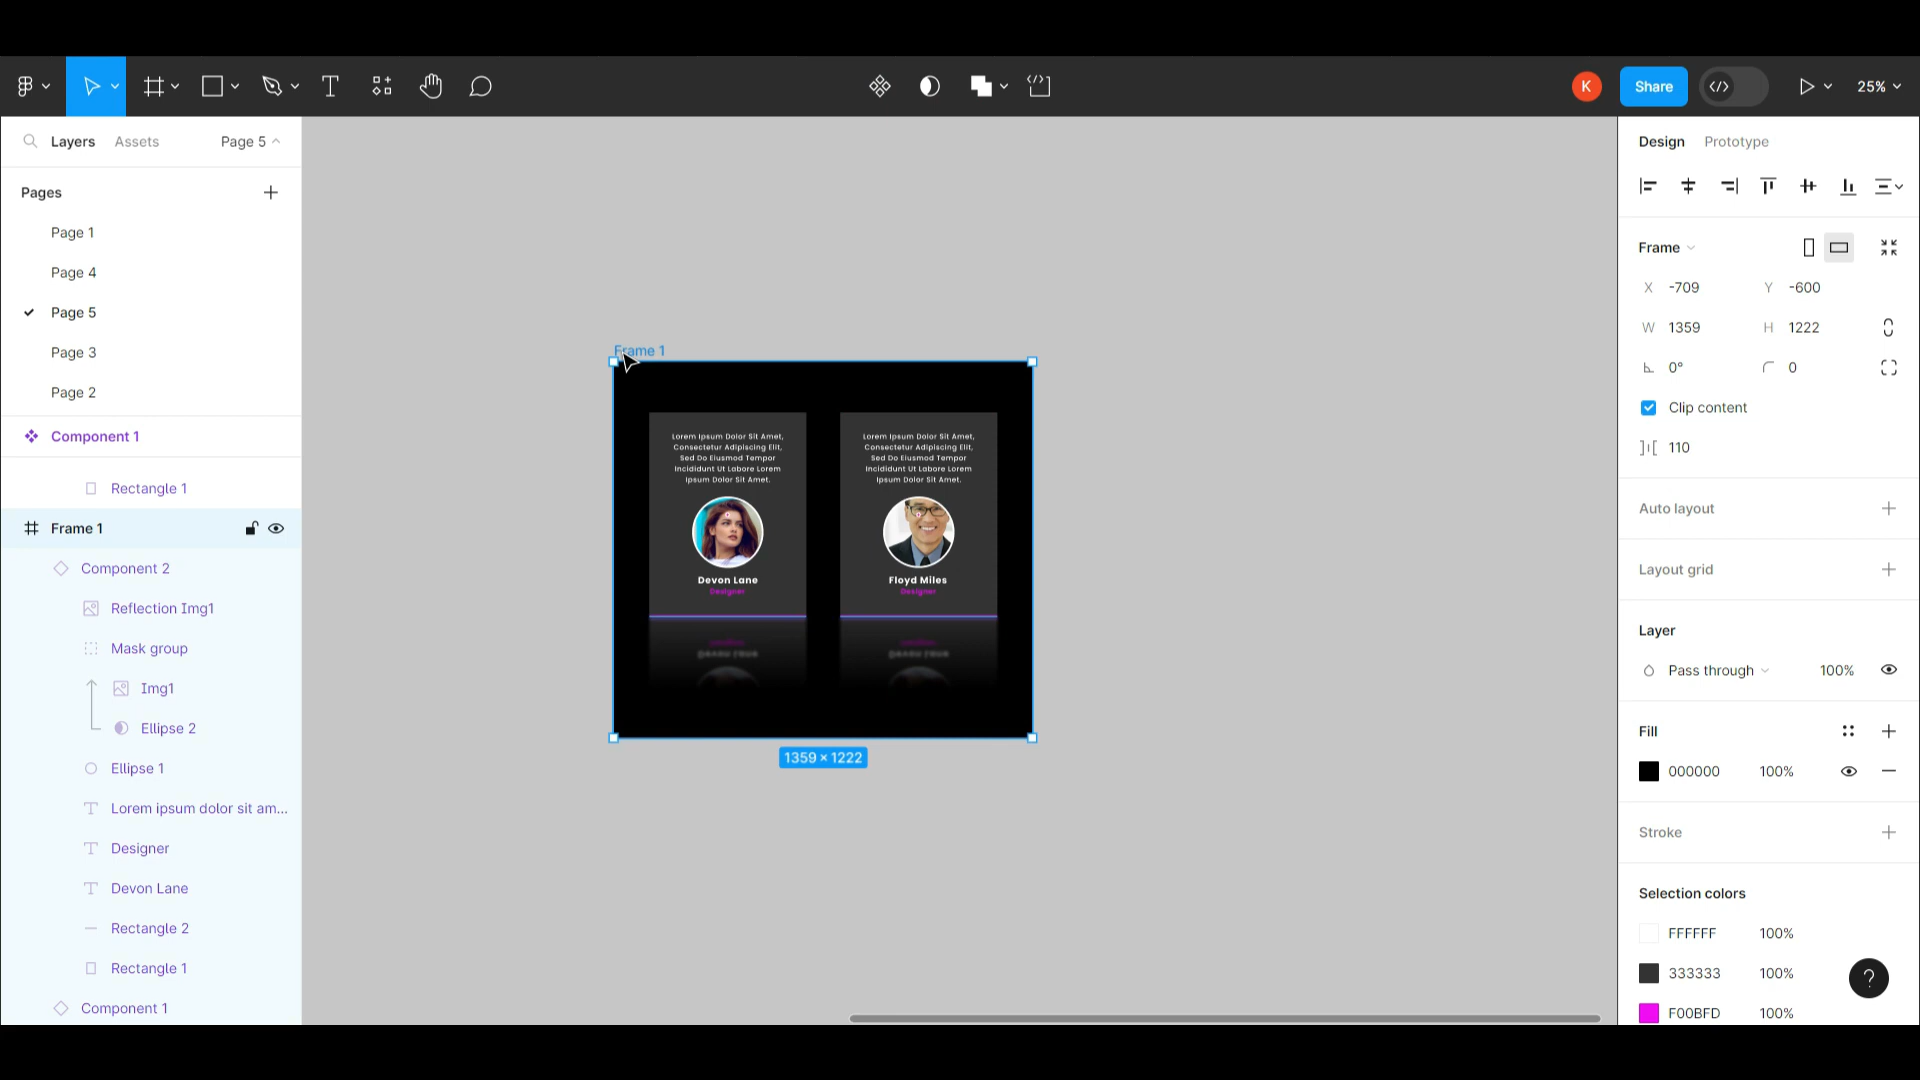 K
Share
25%
Layers
Assets
Page 5
Pages
Page 1
Page 4
Page 5
Page 3
Page 2
Component 1
Rectangle 1
Frame 1
Component 2
Reflection Img1
Mask group
Img1
Ellipse 2
Ellipse 1
Lorem ipsum dolor sit am...
Designer
Devon Lane
Rectangle 2
Rectangle 1
Component 1
Frame 1
Lorem Ipsum Dolor Sit Amet,
Consectetur Adipiscing Elit,
Sed Do Eiusmod Tempor
Incididunt Ut Labore Lorem
Ipsum Dolor Sit Amet.
Devon Lane
Designer
Lorem Ipsum Dolor Sit Amet,
Consectetur Adipiscing Elit,
Sed Do Eiusmod Tempor
Incididunt Ut Labore Lorem
Ipsum Dolor Sit Amet.
Floyd Miles
Designer
1359 × 1222
Design
Prototype
Frame
X -709 Y -600
W 1359 H 1222
0° 0
Clip content
110
Auto layout
Layout grid
Layer
Pass through 100%
Fill
000000 100%
Stroke
Selection colors
FFFFFF 100%
333333 100%
F00BFD 100%
?